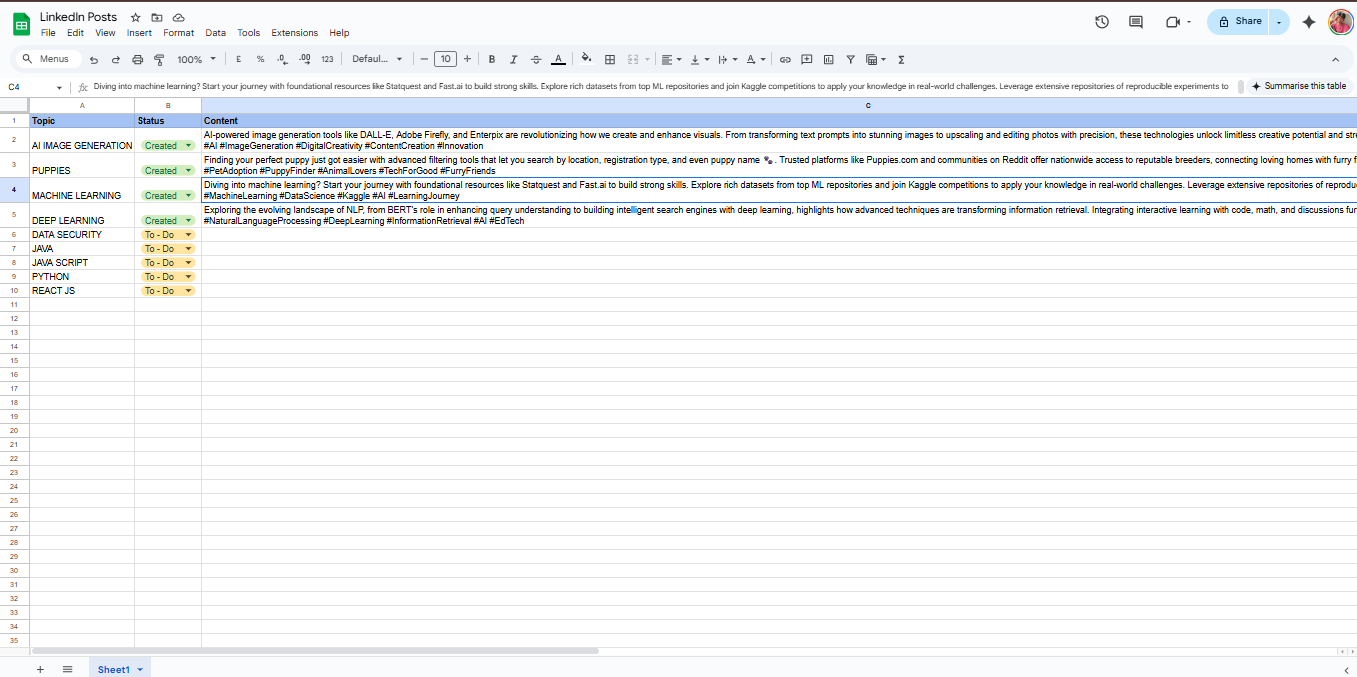 LinkedIn Posts
File Edit View Insert Format Data Tools Extensions Help
Share
Menus 100% £ % .0 .00 123 Defaul... 10 B I A A Σ
C4 fx Diving into machine learning? Start your journey with foundational resources like Statquest and Fast.ai to build strong skills. Explore rich datasets from top ML repositories and join Kaggle competitions to apply your knowledge in real-world challenges. Leverage extensive repositories of reproducible experiments to
Summarise this table
A B C
1 Topic Status Content
AI-powered image generation tools like DALL-E, Adobe Firefly, and Enterpix are revolutionizing how we create and enhance visuals. From transforming text prompts into stunning images to upscaling and editing photos with precision, these technologies unlock limitless creative potential and stre
2 AI IMAGE GENERATION Created #AI #ImageGeneration #DigitalCreativity #ContentCreation #Innovation
Finding your perfect puppy just got easier with advanced filtering tools that let you search by location, registration type, and even puppy name 🐾. Trusted platforms like Puppies.com and communities on Reddit offer nationwide access to reputable breeders, connecting loving homes with furry f
3 PUPPIES Created #PetAdoption #PuppyFinder #AnimalLovers #TechForGood #FurryFriends
Diving into machine learning? Start your journey with foundational resources like Statquest and Fast.ai to build strong skills. Explore rich datasets from top ML repositories and join Kaggle competitions to apply your knowledge in real-world challenges. Leverage extensive repositories of reprodu
4 MACHINE LEARNING Created #MachineLearning #DataScience #Kaggle #AI #LearningJourney
Exploring the evolving landscape of NLP, from BERT's role in enhancing query understanding to building intelligent search engines with deep learning, highlights how advanced techniques are transforming information retrieval. Integrating interactive learning with code, math, and discussions fur
5 DEEP LEARNING Created #NaturalLanguageProcessing #DeepLearning #InformationRetrieval #AI #EdTech
6 DATA SECURITY To - Do
7 JAVA To - Do
8 JAVA SCRIPT To - Do
9 PYTHON To - Do
10 REACT JS To - Do
11
12
13
14
15
16
17
18
19
20
21
22
23
24
25
26
27
28
29
30
31
32
33
34
35
Sheet1